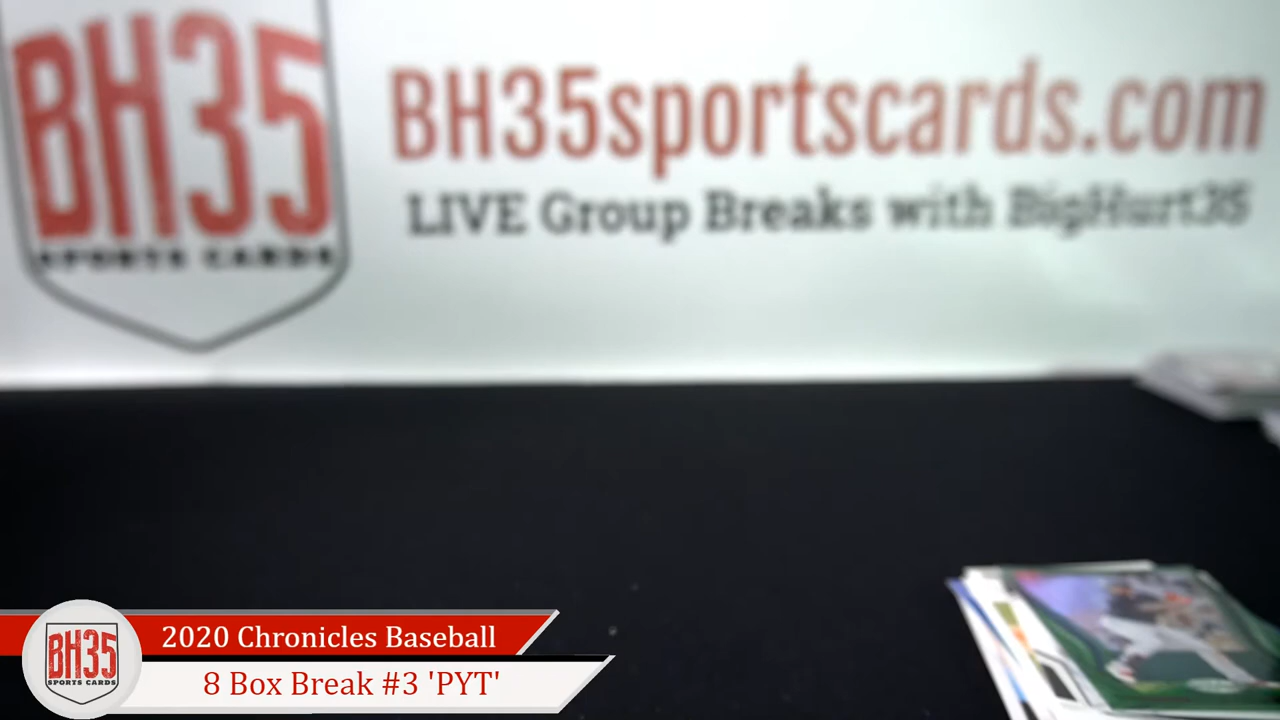 BH35
SPORTS CARDS
BH35sportscards.com
LIVE Group Breaks with BigHurt35
BH35
SPORTS CARDS
2020 Chronicles Baseball
8 Box Break #3 'PYT'